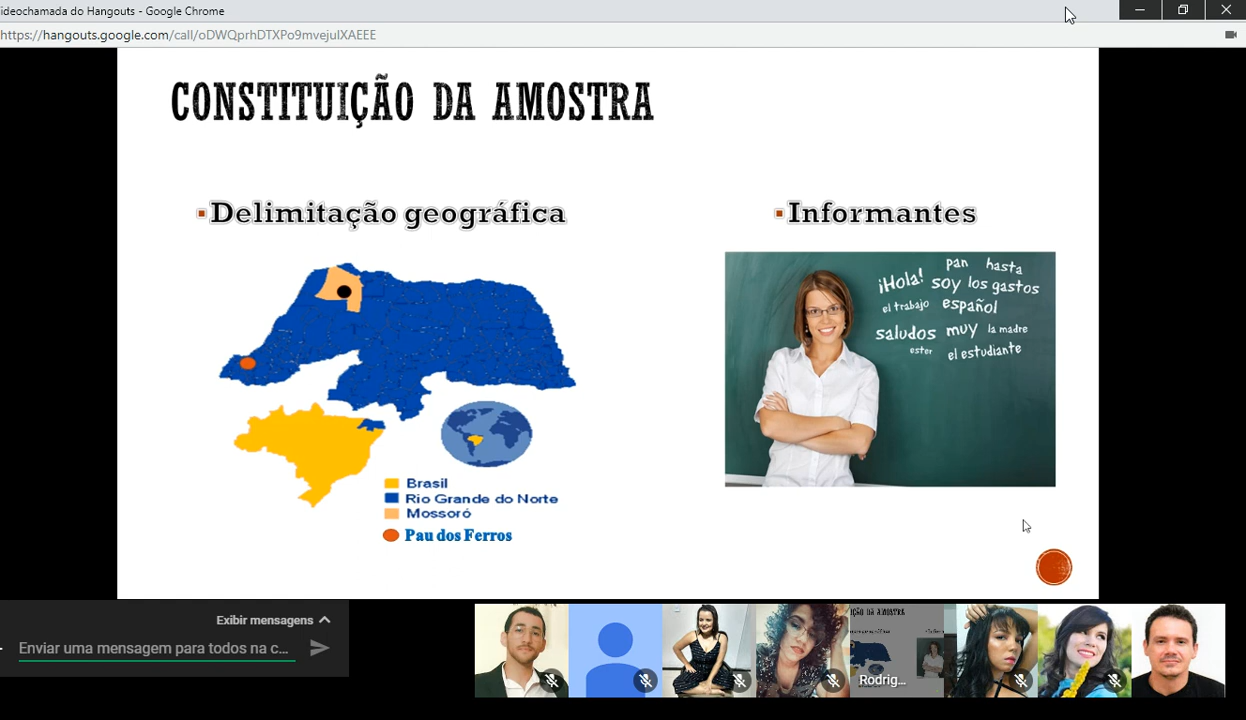 ideochamada do Hangouts - Google Chrome
https://hangouts.google.com/call/oDWQprhDTXPo9mvejulXAEEE
CONSTITUIÇÃO DA AMOSTRA
Delimitação geográfica
Informantes
pan hasta
¡Hola! soy los gastos
el trabajo español
saludos muy la madre
ester el estudiante
Brasil
Rio Grande do Norte
Mossoró
Pau dos Ferros
Exibir mensagens
Enviar uma mensagem para todos na c...
Rodrig...